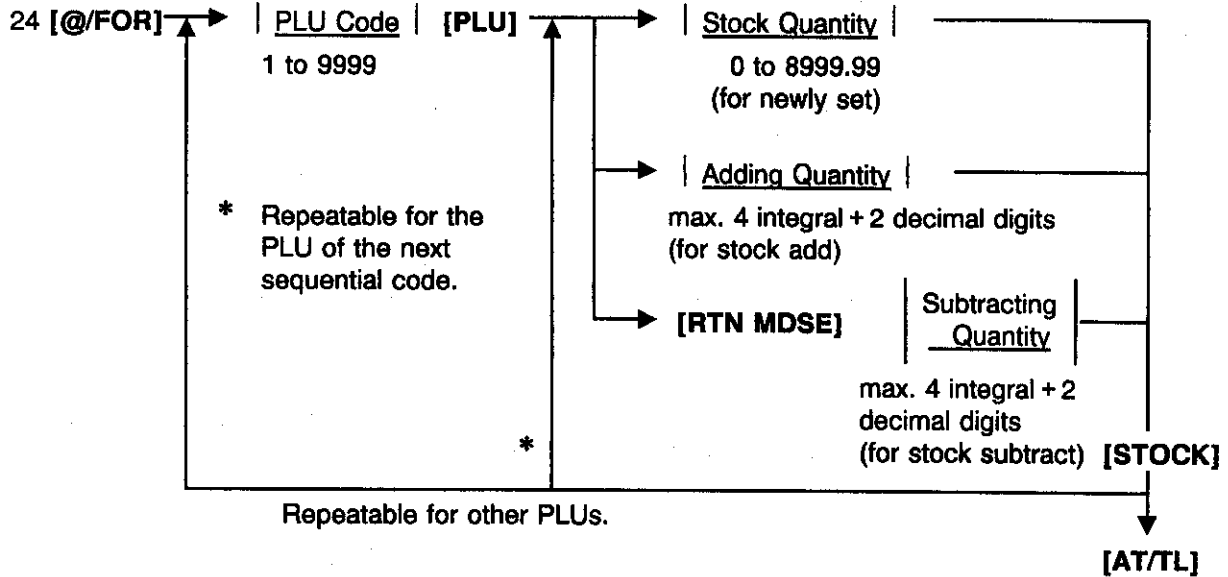 24 [@/FOR] | PLU Code | [PLU] | Stock Quantity |
1 to 9999
0 to 8999.99
(for newly set)
| Adding Quantity |
max. 4 integral + 2 decimal digits
(for stock add)
* Repeatable for the
PLU of the next
sequential code.
[RTN MDSE] | Subtracting
Quantity |
max. 4 integral + 2
decimal digits
(for stock subtract) [STOCK]
*
Repeatable for other PLUs.
[AT/TL]